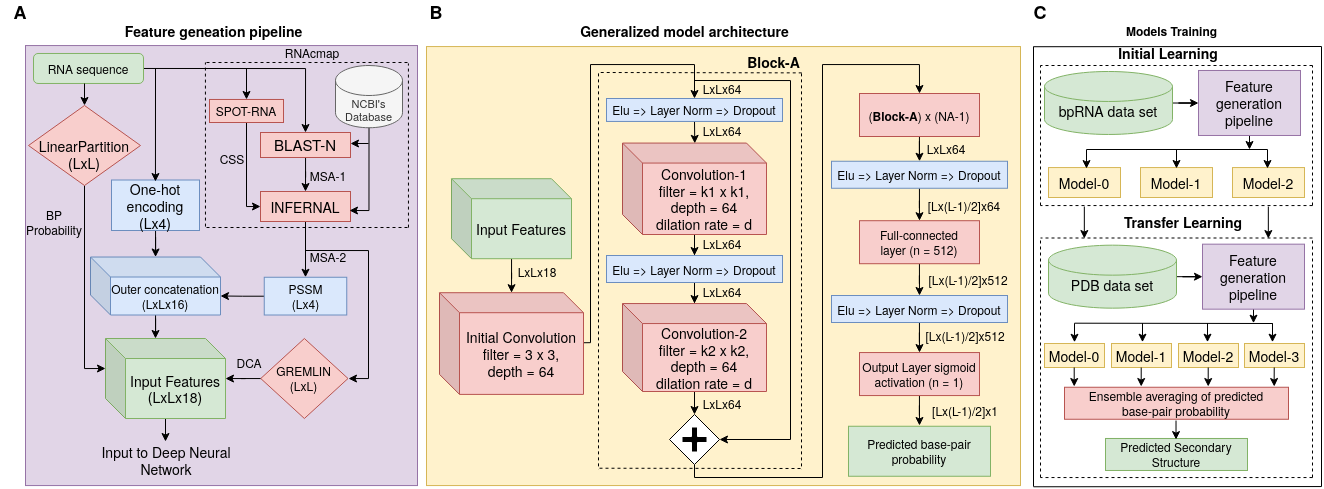 A
Feature geneation pipeline
RNA sequence
RNAcmap
NCBI's
Database
SPOT-RNA
LinearPartition
(LxL)
BLAST-N
CSS
MSA-1
One-hot
encoding
(Lx4)
INFERNAL
BP
Probability
MSA-2
Outer concatenation
(LxLx16)
PSSM
(Lx4)
DCA
GREMLIN
(LxL)
Input Features
(LxLx18)
Input to Deep Neural
Network
B
Generalized model architecture
Input Features
LxLx18
Initial Convolution
filter = 3 x 3,
depth = 64
Block-A
LxLx64
Elu => Layer Norm => Dropout
LxLx64
Convolution-1
filter = k1 x k1,
depth = 64
dilation rate = d
LxLx64
Elu => Layer Norm => Dropout
LxLx64
Convolution-2
filter = k2 x k2,
depth = 64
dilation rate = d
LxLx64
(Block-A) x (NA-1)
LxLx64
Elu => Layer Norm => Dropout
[Lx(L-1)/2]x64
Full-connected
layer (n = 512)
[Lx(L-1)/2]x512
Elu => Layer Norm => Dropout
[Lx(L-1)/2]x512
Output Layer sigmoid
activation (n = 1)
[Lx(L-1)/2]x1
Predicted base-pair
probability
C
Models Training
Initial Learning
bpRNA data set
Feature
generation
pipeline
Model-0
Model-1
Model-2
Transfer Learning
PDB data set
Feature
generation
pipeline
Model-0
Model-1
Model-2
Model-3
Ensemble averaging of predicted
base-pair probability
Predicted Secondary
Structure